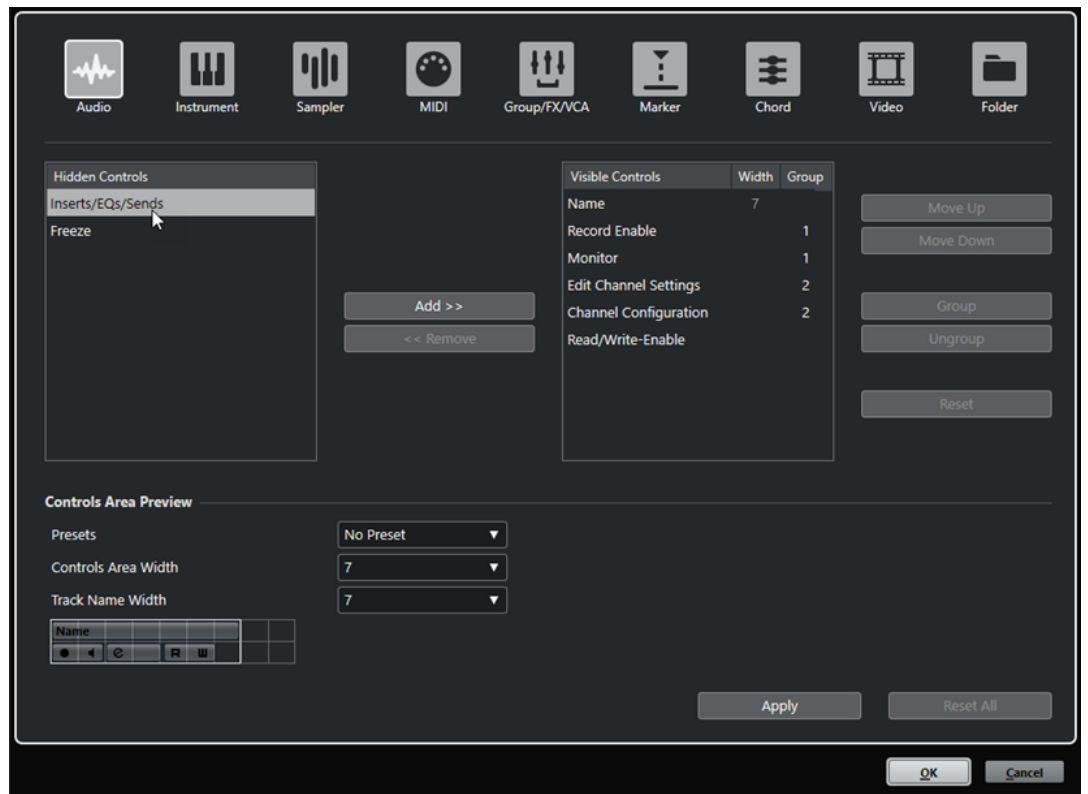 Audio Instrument Sampler MIDI Group/FX/VCA Marker Chord Video Folder
Hidden Controls
Inserts/EQs/Sends
Freeze
Add >>
<< Remove
Visible Controls Width Group
Name 7
Record Enable 1
Monitor 1
Edit Channel Settings 2
Channel Configuration 2
Read/Write-Enable
Move Up
Move Down
Group
Ungroup
Reset
Controls Area Preview
Presets No Preset
Controls Area Width 7
Track Name Width 7
Name
e R W
Apply Reset All
OK Cancel